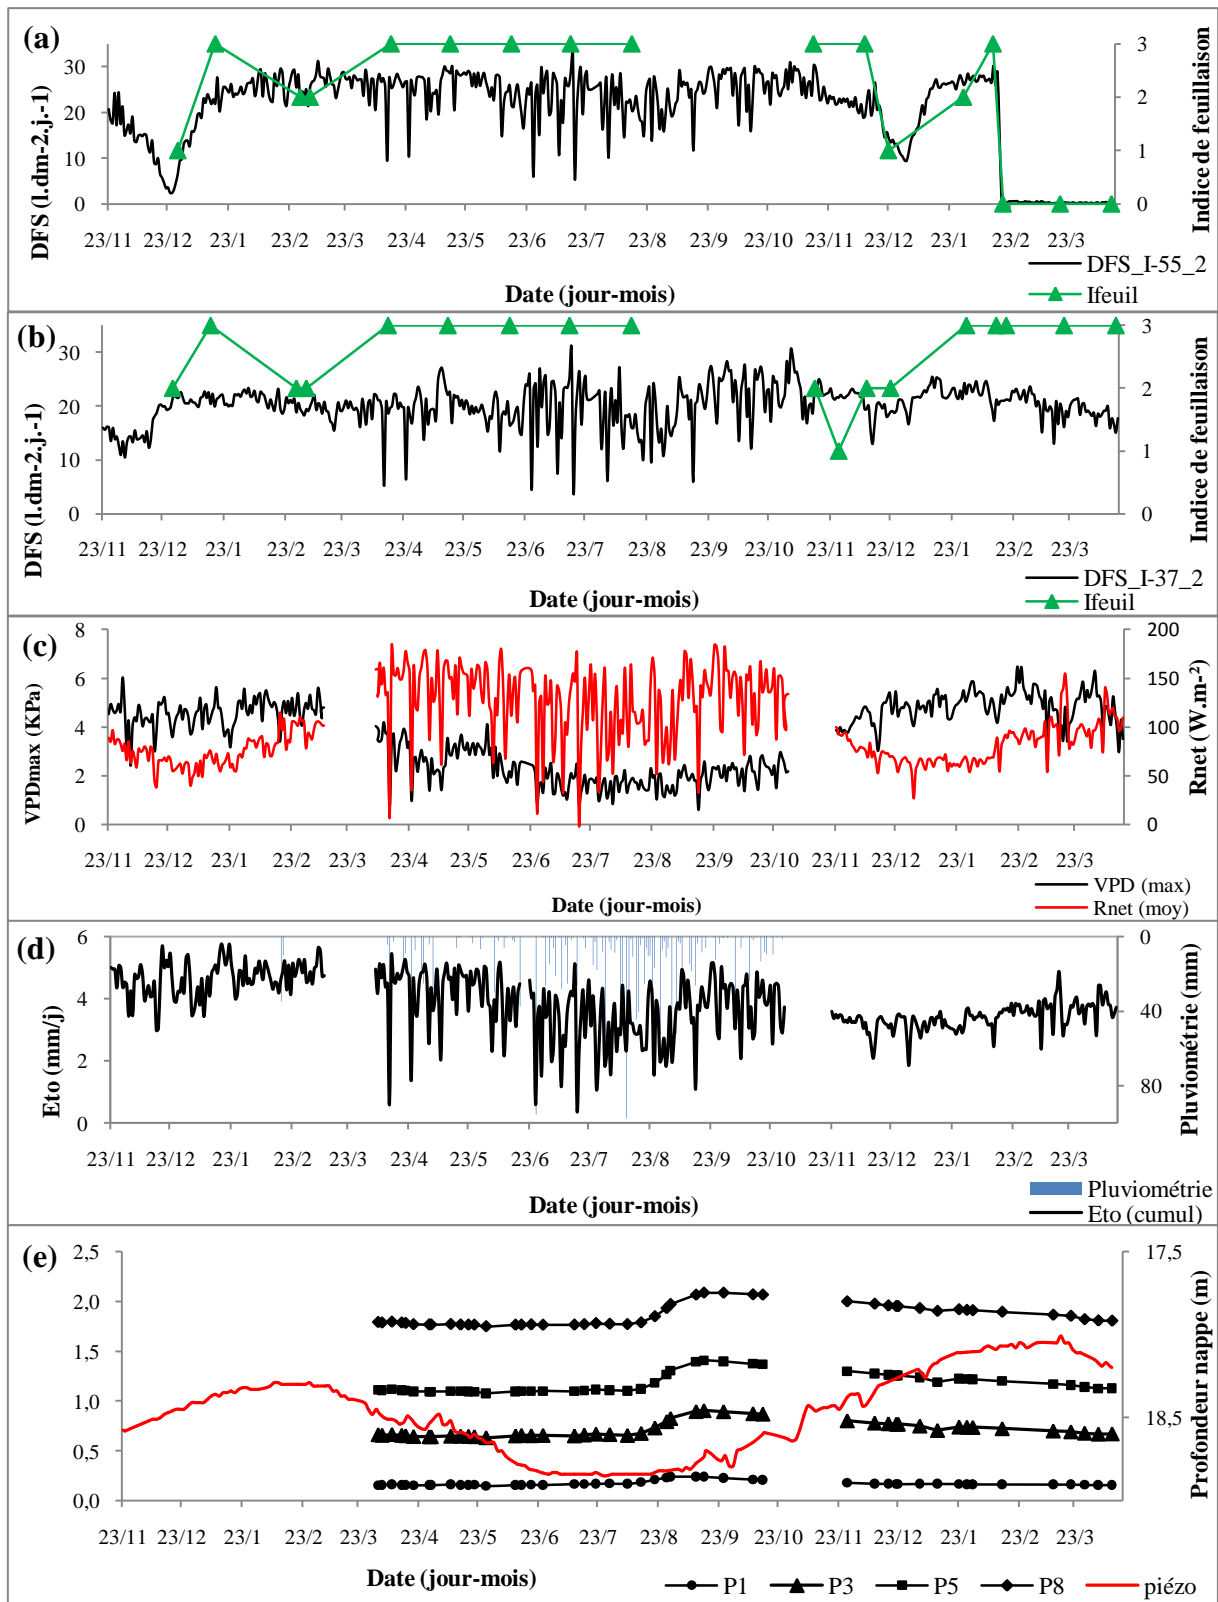 (a)
DFS (l.dm-2.j.-1)
30
20
10
0
3
2
1
0
Indice de feuillaison
23/11 23/12 23/1 23/2 23/3 23/4 23/5 23/6 23/7 23/8 23/9 23/10 23/11 23/12 23/1 23/2 23/3
Date (jour-mois)
DFS_I-55_2
Ifeuil
(b)
DFS (l.dm-2.j.-1)
30
20
10
0
3
2
1
0
Indice de feuillaison
23/11 23/12 23/1 23/2 23/3 23/4 23/5 23/6 23/7 23/8 23/9 23/10 23/11 23/12 23/1 23/2 23/3
Date (jour-mois)
DFS_I-37_2
Ifeuil
(c)
VPDmax (KPa)
8
6
4
2
0
200
150
100
50
0
Rnet (W.m-²)
23/11 23/12 23/1 23/2 23/3 23/4 23/5 23/6 23/7 23/8 23/9 23/10 23/11 23/12 23/1 23/2 23/3
Date (jour-mois)
VPD (max)
Rnet (moy)
(d)
Eto (mm/j)
6
4
2
0
0
40
80
Pluviométrie (mm)
23/11 23/12 23/1 23/2 23/3 23/4 23/5 23/6 23/7 23/8 23/9 23/10 23/11 23/12 23/1 23/2 23/3
Date (jour-mois)
Pluviométrie
Eto (cumul)
(e)
2,5
2,0
1,5
1,0
0,5
0,0
17,5
18,5
Profondeur nappe (m)
23/11 23/12 23/1 23/2 23/3 23/4 23/5 23/6 23/7 23/8 23/9 23/10 23/11 23/12 23/1 23/2 23/3
Date (jour-mois)
P1 P3 P5 P8 piézo